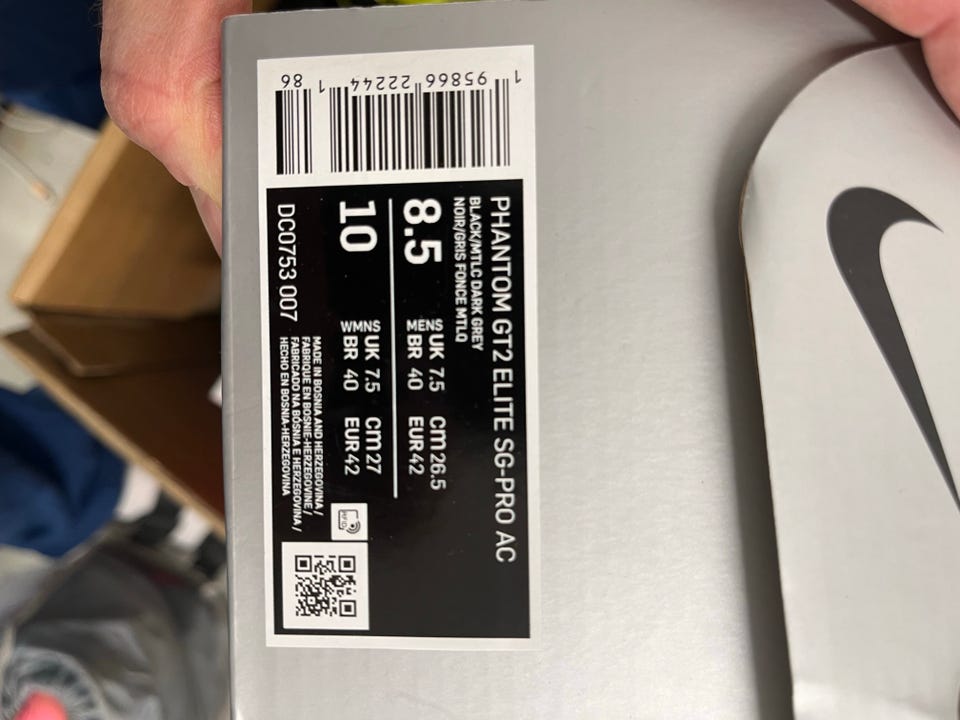 PHANTOM GT2 ELITE SG-PRO AC
BLACK/MTLC DARK GREY
NOIR/GRIS FONCE MTLQ
8.5
MENS UK 7.5 cm 26.5
BR 40 EUR 42
10
WMNS UK 7.5 cm 27
BR 40 EUR 42
DC0753 007
MADE IN BOSNIA AND HERZEGOVINA /
FABRIQUE EN BOSNIE-HERZEGOVINE /
FABRICADO NA BÓSNIA E HERZEGOVINA /
HECHO EN BOSNIA-HERZEGOVINA
RFID
1 95866 22244 1 86